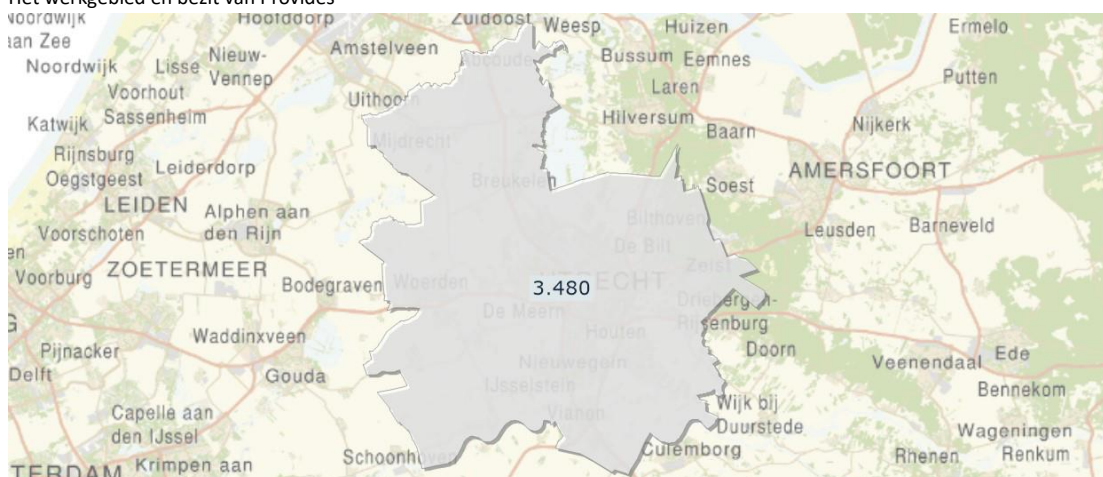 Het werkgebied en bezit van Provides
Noordwijk
aan Zee
Hoofddorp
Zuidoost
Weesp
Huizen
Ermelo
Noordwijk
Lisse
Nieuw-
Vennep
Amstelveen
Abcoude
Bussum
Eemnes
Putten
Voorhout
Sassenheim
Uithoorn
Laren
Katwijk
Mijdrecht
Hilversum
Baarn
Nijkerk
Rijnsburg
Oegstgeest
Leiderdorp
Breukelen
Soest
AMERSFOORT
LEIDEN
Alphen aan
den Rijn
Bilthoven
Voorschoten
De Bilt
Leusden
Barneveld
Voorburg
ZOETERMEER
Bodegraven
Woerden
3.480
UTRECHT
Zeist
De Meern
Driebergen-
Rijsenburg
Waddinxveen
Houten
Pijnacker
Doorn
Veenendaal
Ede
Delft
Gouda
Nieuwegein
IJsselstein
Bennekom
Capelle aan
den IJssel
Vianen
Wijk bij
Duurstede
Wageningen
TERDAM
Krimpen aan
Schoonhoven
Culemborg
Rhenen
Renkum